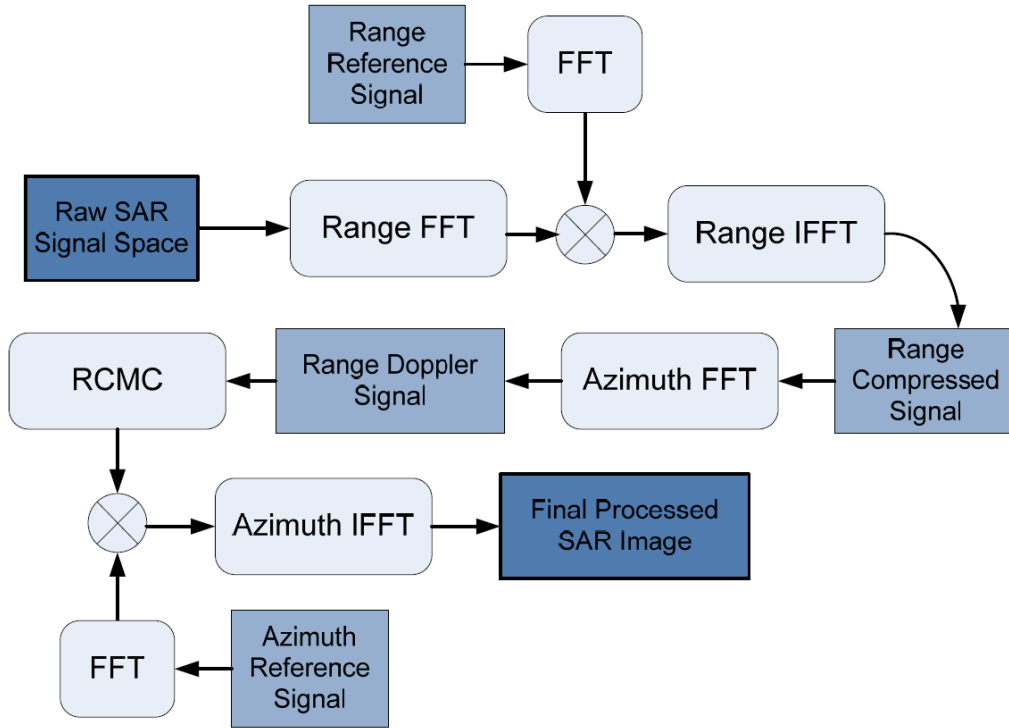 Range
Reference
Signal
FFT
Raw SAR
Signal Space
Range FFT
Range IFFT
RCMC
Range Doppler
Signal
Azimuth FFT
Range
Compressed
Signal
Azimuth IFFT
Final Processed
SAR Image
FFT
Azimuth
Reference
Signal